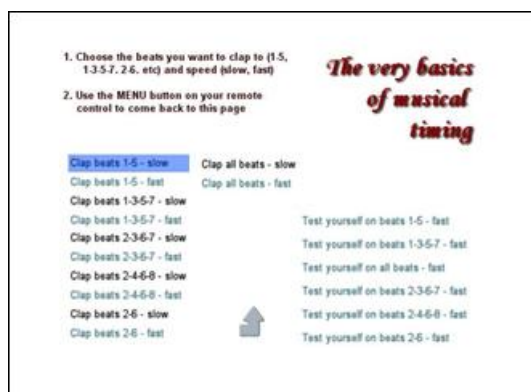 1. Choose the beats you want to clap to (1-5,
1-3-5-7. 2-6. etc) and speed (slow, fast)
2. Use the MENU button on your remote
control to come back to this page
The very basics
of musical
timing
Clap beats 1-5 - slow
Clap beats 1-5 - fast
Clap beats 1-3-5-7 - slow
Clap beats 1-3-5-7 - fast
Clap beats 2-3-6-7 - slow
Clap beats 2-3-6-7 - fast
Clap beats 2-4-6-8 - slow
Clap beats 2-4-6-8 - fast
Clap beats 2-6 - slow
Clap beats 2-6 - fast
Clap all beats - slow
Clap all beats - fast
Test yourself on beats 1-5 - fast
Test yourself on beats 1-3-5-7 - fast
Test yourself on all beats - fast
Test yourself on beats 2-3-6-7 - fast
Test yourself on beats 2-4-6-8 - fast
Test yourself on beats 2-6 - fast